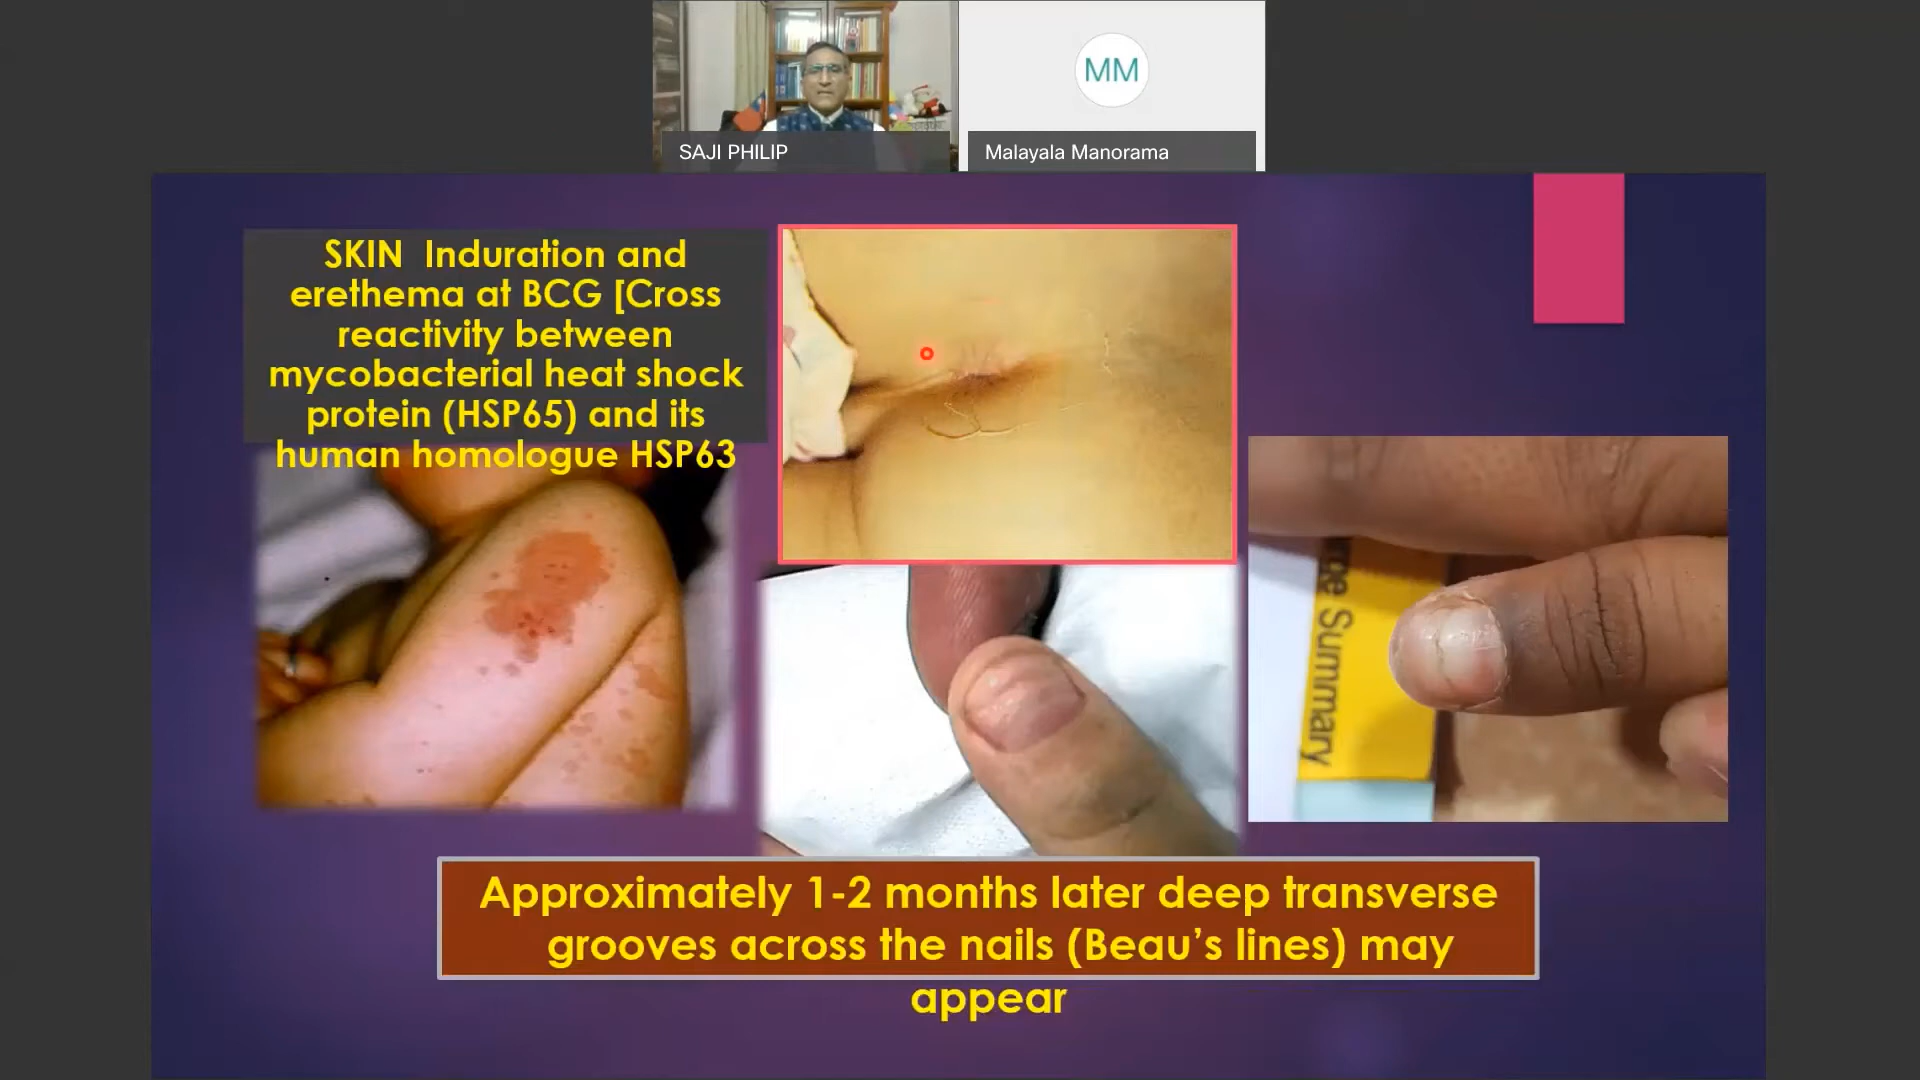 MM
SAJI PHILIP
Malayala Manorama
SKIN Induration and
erethema at BCG [Cross
reactivity between
mycobacterial heat shock
protein (HSP65) and its
human homologue HSP63
Summary
Approximately 1-2 months later deep transverse
grooves across the nails (Beau’s lines) may
appear